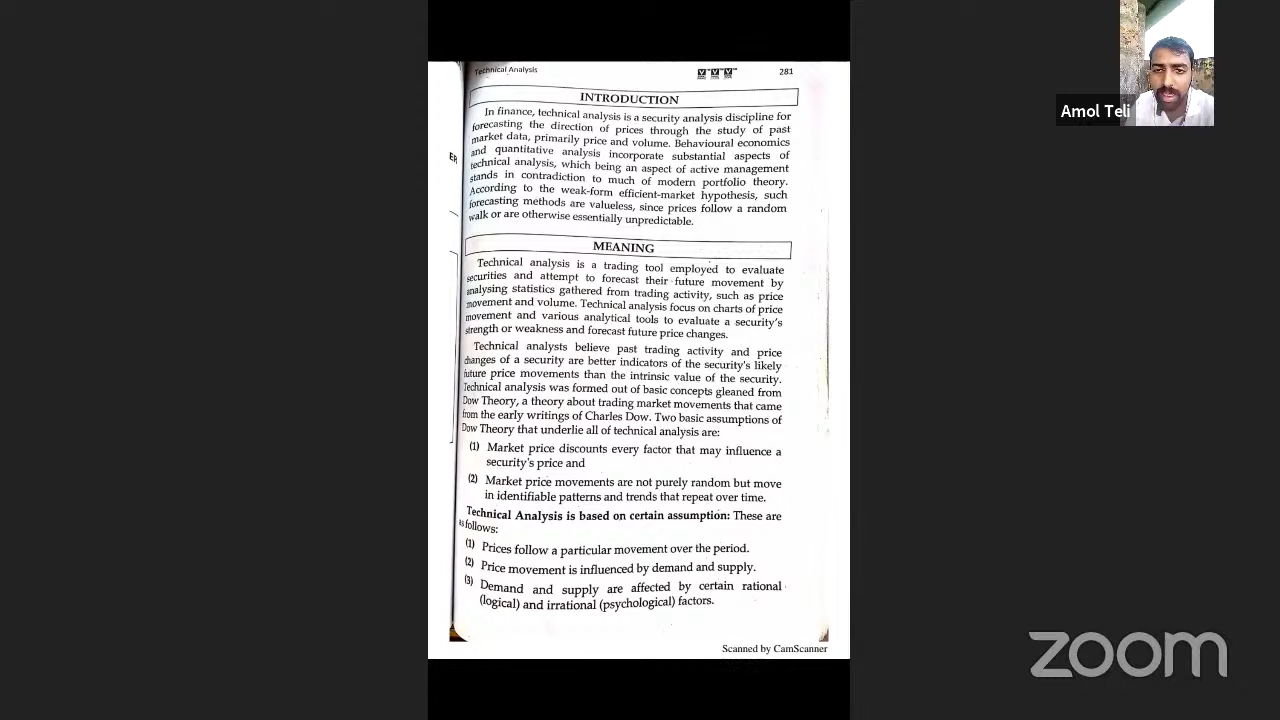 Technical Analysis
281
INTRODUCTION
In finance, technical analysis is a security analysis discipline for
forecasting the direction of prices through the study of past
market data, primarily price and volume. Behavioural economics
and quantitative analysis incorporate substantial aspects of
technical analysis, which being an aspect of active management
stands in contradiction to much of modern portfolio theory.
According to the weak-form efficient-market hypothesis, such
forecasting methods are valueless, since prices follow a random
walk or are otherwise essentially unpredictable.
MEANING
Technical analysis is a trading tool employed to evaluate
securities and attempt to forecast their future movement by
analysing statistics gathered from trading activity, such as price
movement and volume. Technical analysis focus on charts of price
movement and various analytical tools to evaluate a security's
strength or weakness and forecast future price changes.
Technical analysts believe past trading activity and price
changes of a security are better indicators of the security's likely
future price movements than the intrinsic value of the security.
Technical analysis was formed out of basic concepts gleaned from
Dow Theory, a theory about trading market movements that came
from the early writings of Charles Dow. Two basic assumptions of
Dow Theory that underlie all of technical analysis are:
(1) Market price discounts every factor that may influence a
security's price and
(2) Market price movements are not purely random but move
in identifiable patterns and trends that repeat over time.
Technical Analysis is based on certain assumption: These are
as follows:
(1) Prices follow a particular movement over the period.
(2) Price movement is influenced by demand and supply.
(3) Demand and supply are affected by certain rational
(logical) and irrational (psychological) factors.
Scanned by CamScanner
ER
Amol Teli
zoom